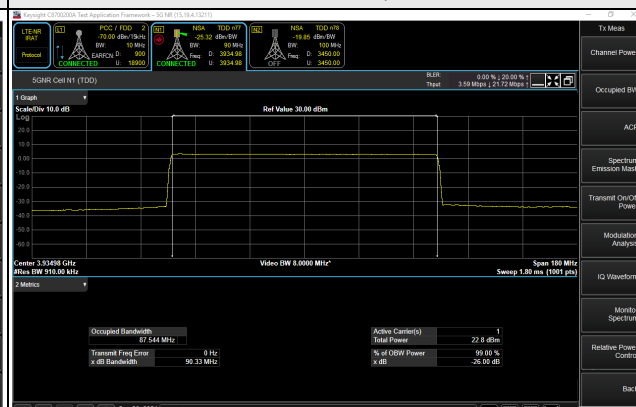 Keysight C8700200A Test Application Framework - 5G NR (15.19.4.13211)
Tx Meas
LTE-NR
IRAT
Protocol
L1 PCC / FDD 2
-70.00 dBm/15kHz
BW: 10 MHz
EARFCN D: 900
U: 18900
CONNECTED
N1 NSA TDD n77
-25.32 dBm/BW
BW: 90 MHz
Freq: D: 3934.98
U: 3934.98
CONNECTED
N2 NSA TDD n78
-19.85 dBm/BW
BW: 100 MHz
Freq: D: 3450.00
U: 3450.00
OFF
5GNR Cell N1 (TDD)
BLER: 0.00 % ↓ 20.00 % ↑
Thput: 3.59 Mbps ↓ 21.72 Mbps ↑
1 Graph
Scale/Div 10.0 dB
Ref Value 30.00 dBm
Log
20.0
10.0
0.00
-10.0
-20.0
-30.0
-40.0
-50.0
-60.0
Center 3.93498 GHz
Video BW 8.0000 MHz*
Span 180 MHz
#Res BW 910.00 kHz
Sweep 1.80 ms (1001 pts)
2 Metrics
Occupied Bandwidth
87.544 MHz
Transmit Freq Error 0 Hz
x dB Bandwidth 90.33 MHz
Active Carrier(s) 1
Total Power 22.8 dBm
% of OBW Power 99.00 %
x dB -26.00 dB
Channel Power
Occupied BW
ACP
Spectrum
Emission Mask
Transmit On/Off
Power
Modulation
Analysis
IQ Waveform
Monitor
Spectrum
Relative Power
Control
Back